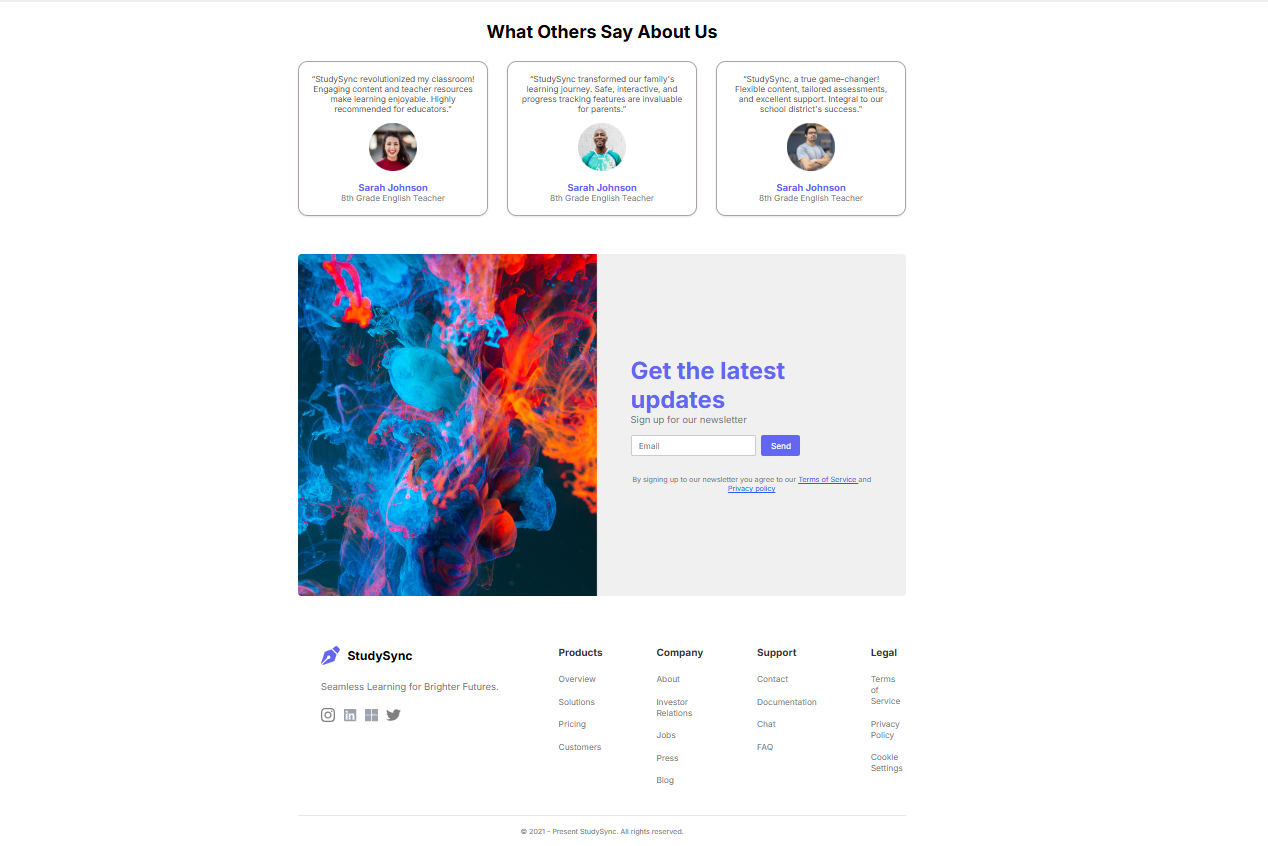 What Others Say About Us
"StudySync revolutionized my classroom!
Engaging content and teacher resources
make learning enjoyable. Highly
recommended for educators."
Sarah Johnson
8th Grade English Teacher
"StudySync transformed our family's
learning journey. Safe, interactive, and
progress tracking features are invaluable
for parents."
Sarah Johnson
8th Grade English Teacher
"StudySync, a true game-changer!
Flexible content, tailored assessments,
and excellent support. Integral to our
school district's success."
Sarah Johnson
8th Grade English Teacher
Get the latest
updates
Sign up for our newsletter
Email
Send
By signing up to our newsletter you agree to our Terms of Service and
Privacy policy
StudySync
Seamless Learning for Brighter Futures.
Products
Overview
Solutions
Pricing
Customers
Company
About
Investor
Relations
Jobs
Press
Blog
Support
Contact
Documentation
Chat
FAQ
Legal
Terms
of
Service
Privacy
Policy
Cookie
Settings
© 2021 - Present StudySync. All rights reserved.